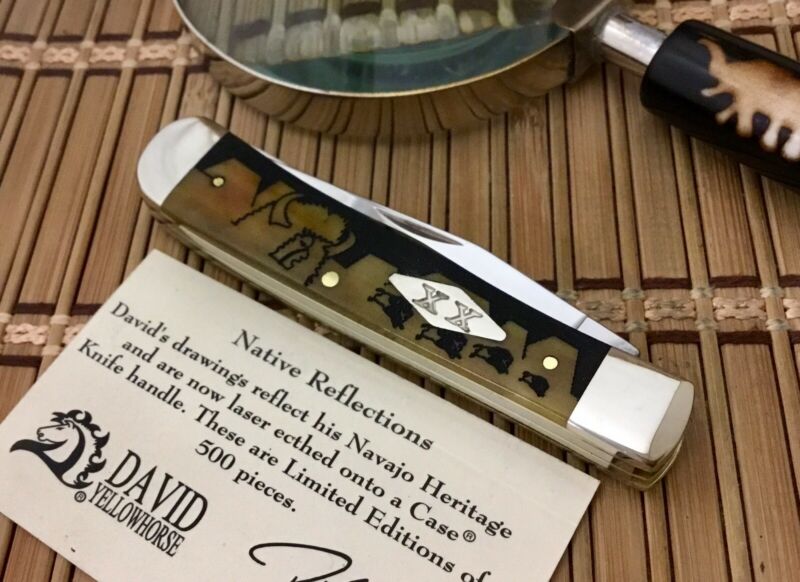 XX
Native Reflections
David's drawings reflect his Navajo Heritage
and are now laser ecthed onto a Case®
Knife handle. These are Limited Editions of
500 pieces.
DAVID
YELLOWHORSE
®